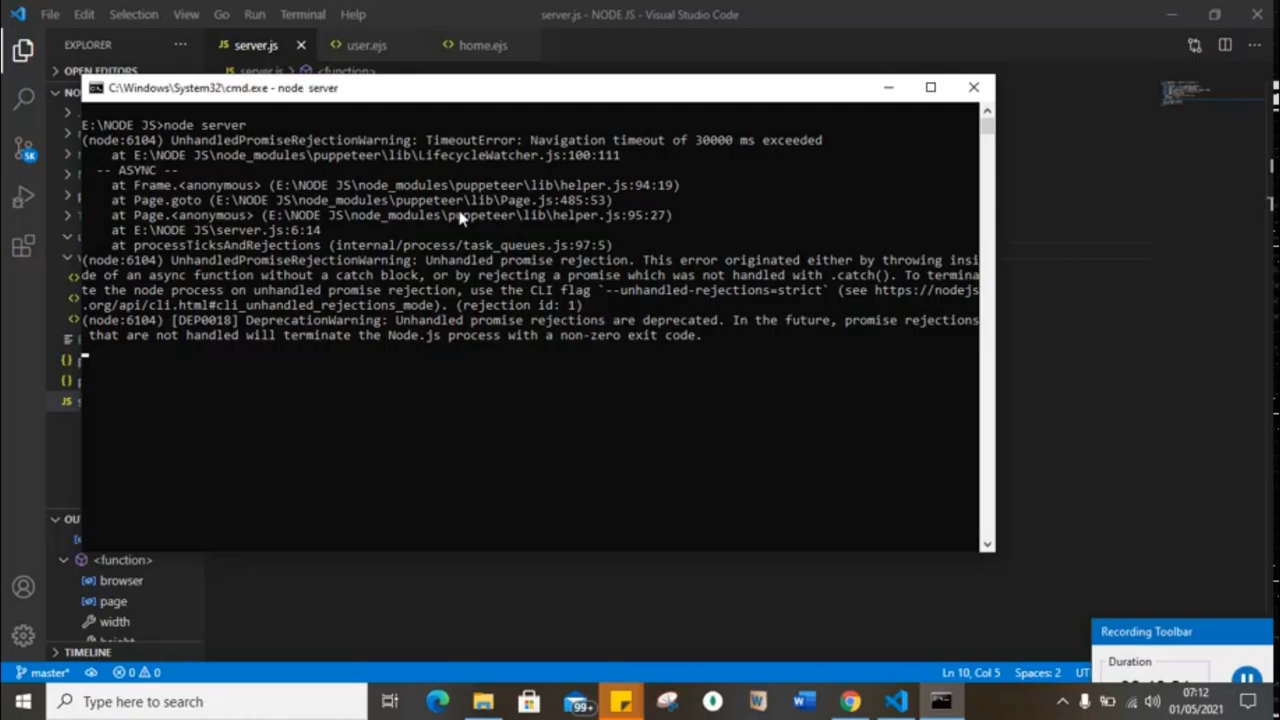 File Edit Selection View Go Run Terminal Help
server.js - NODE JS - Visual Studio Code
EXPLORER
JS server.js
user.ejs
home.ejs
OPEN EDITORS
server.js > <function>
C:\Windows\System32\cmd.exe - node server
E:\NODE JS>node server
(node:6104) UnhandledPromiseRejectionWarning: TimeoutError: Navigation timeout of 30000 ms exceeded
at E:\NODE JS\node_modules\puppeteer\lib\LifecycleWatcher.js:100:111
-- ASYNC --
at Frame.<anonymous> (E:\NODE JS\node_modules\puppeteer\lib\helper.js:94:19)
at Page.goto (E:\NODE JS\node_modules\puppeteer\lib\Page.js:485:53)
at Page.<anonymous> (E:\NODE JS\node_modules\puppeteer\lib\helper.js:95:27)
at E:\NODE JS\server.js:6:14
at processTicksAndRejections (internal/process/task_queues.js:97:5)
(node:6104) UnhandledPromiseRejectionWarning: Unhandled promise rejection. This error originated either by throwing insi
de of an async function without a catch block, or by rejecting a promise which was not handled with .catch(). To termina
te the node process on unhandled promise rejection, use the CLI flag `--unhandled-rejections=strict` (see https://nodejs
.org/api/cli.html#cli_unhandled_rejections_mode). (rejection id: 1)
(node:6104) [DEP0018] DeprecationWarning: Unhandled promise rejections are deprecated. In the future, promise rejections
that are not handled will terminate the Node.js process with a non-zero exit code.
NO
SK
JS
OU
<function>
browser
page
width
TIMELINE
Recording Toolbar
Duration
master*
0 0
Ln 10, Col 5
Spaces: 2
UT
Type here to search
99+
07:12
01/05/2021